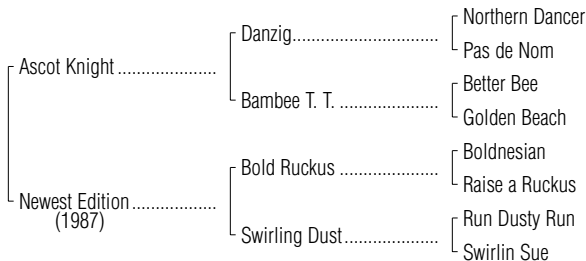 Northern Dancer
Danzig..................................
Pas de Nom
Ascot Knight .......................
Better Bee
Bambee T. T. .......................
Golden Beach
Boldnesian
Bold Ruckus .......................
Raise a Ruckus
Newest Edition ...................
(1987)
Run Dusty Run
Swirling Dust......................
Swirlin Sue